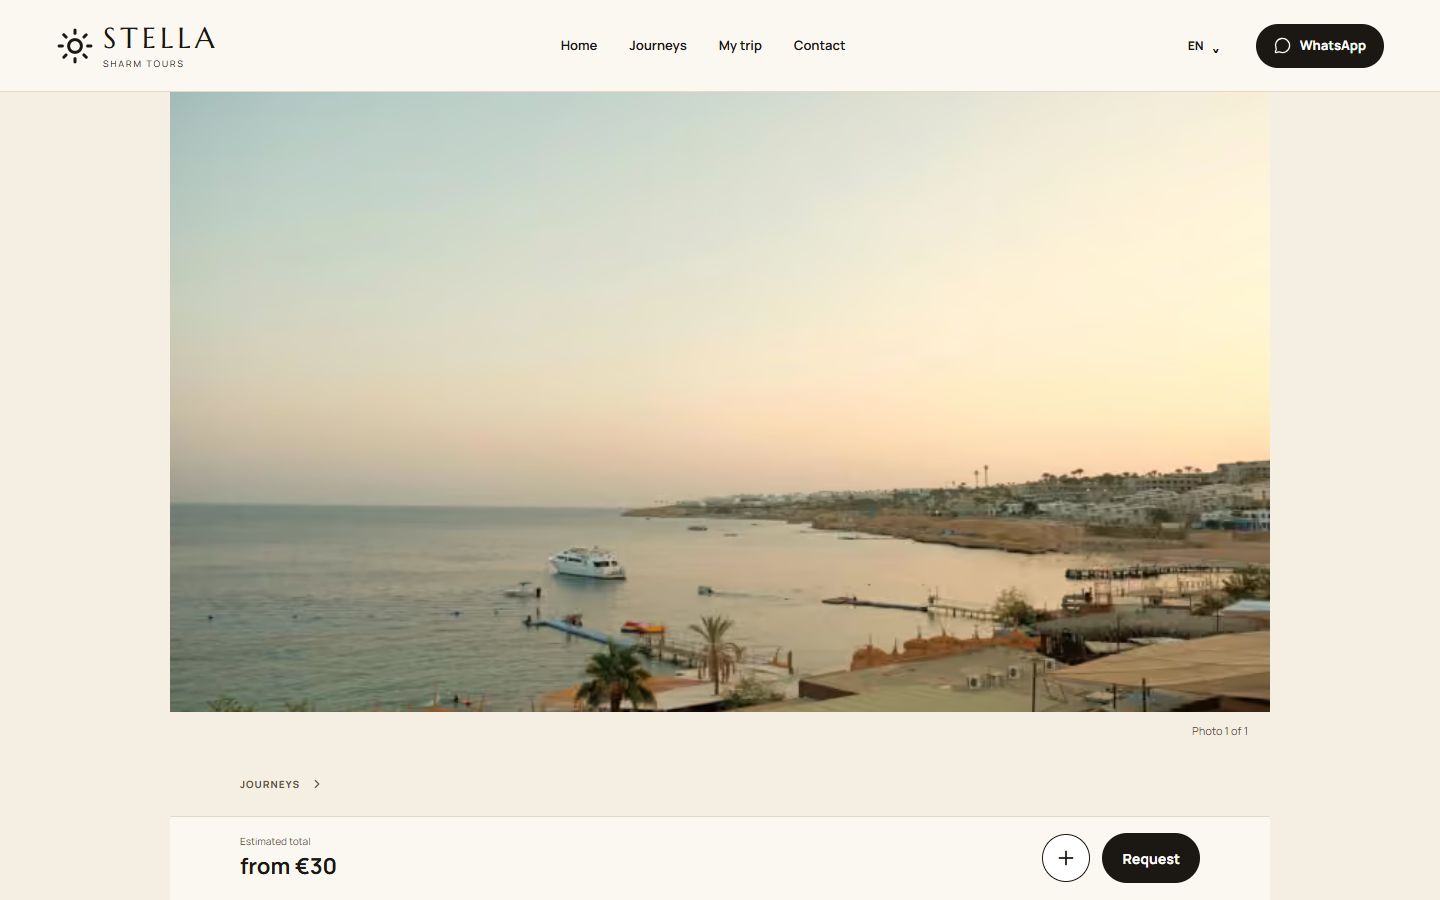 STELLA
SHARM TOURS
Home
Journeys
My trip
Contact
EN
WhatsApp
Photo 1 of 1
JOURNEYS
Estimated total
from €30
Request